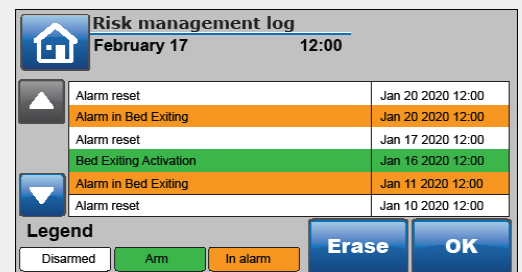 Risk management log
February 17 12:00
Alarm reset Jan 20 2020 12:00
Alarm in Bed Exiting Jan 20 2020 12:00
Alarm reset Jan 17 2020 12:00
Bed Exiting Activation Jan 16 2020 12:00
Alarm in Bed Exiting Jan 11 2020 12:00
Alarm reset Jan 10 2020 12:00
Legend
Disarmed Arm In alarm
Erase OK